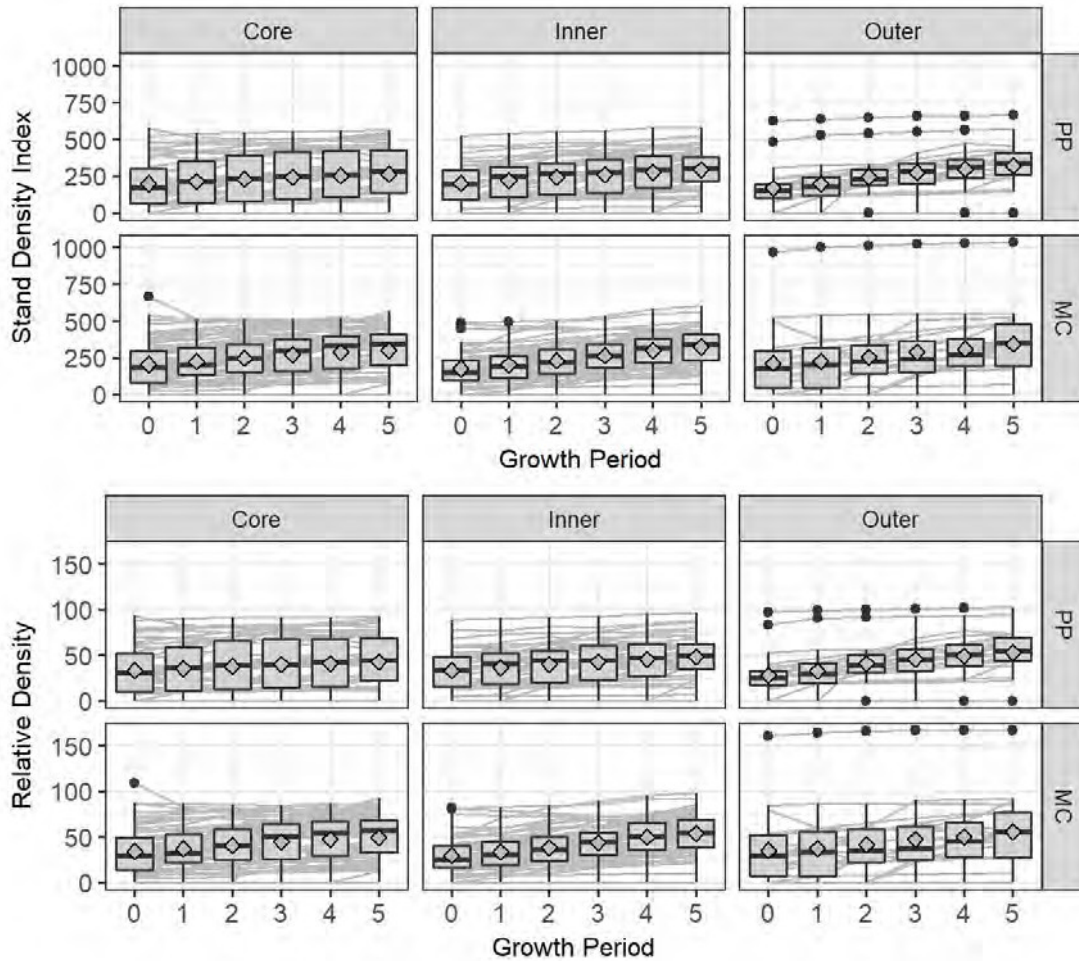 Core Inner Outer
Stand Density Index
1000
750
500
250
0
PP
1000
750
500
250
0
MC
0 1 2 3 4 5 0 1 2 3 4 5 0 1 2 3 4 5
Growth Period
Core Inner Outer
Relative Density
150
100
50
0
PP
150
100
50
0
MC
0 1 2 3 4 5 0 1 2 3 4 5 0 1 2 3 4 5
Growth Period